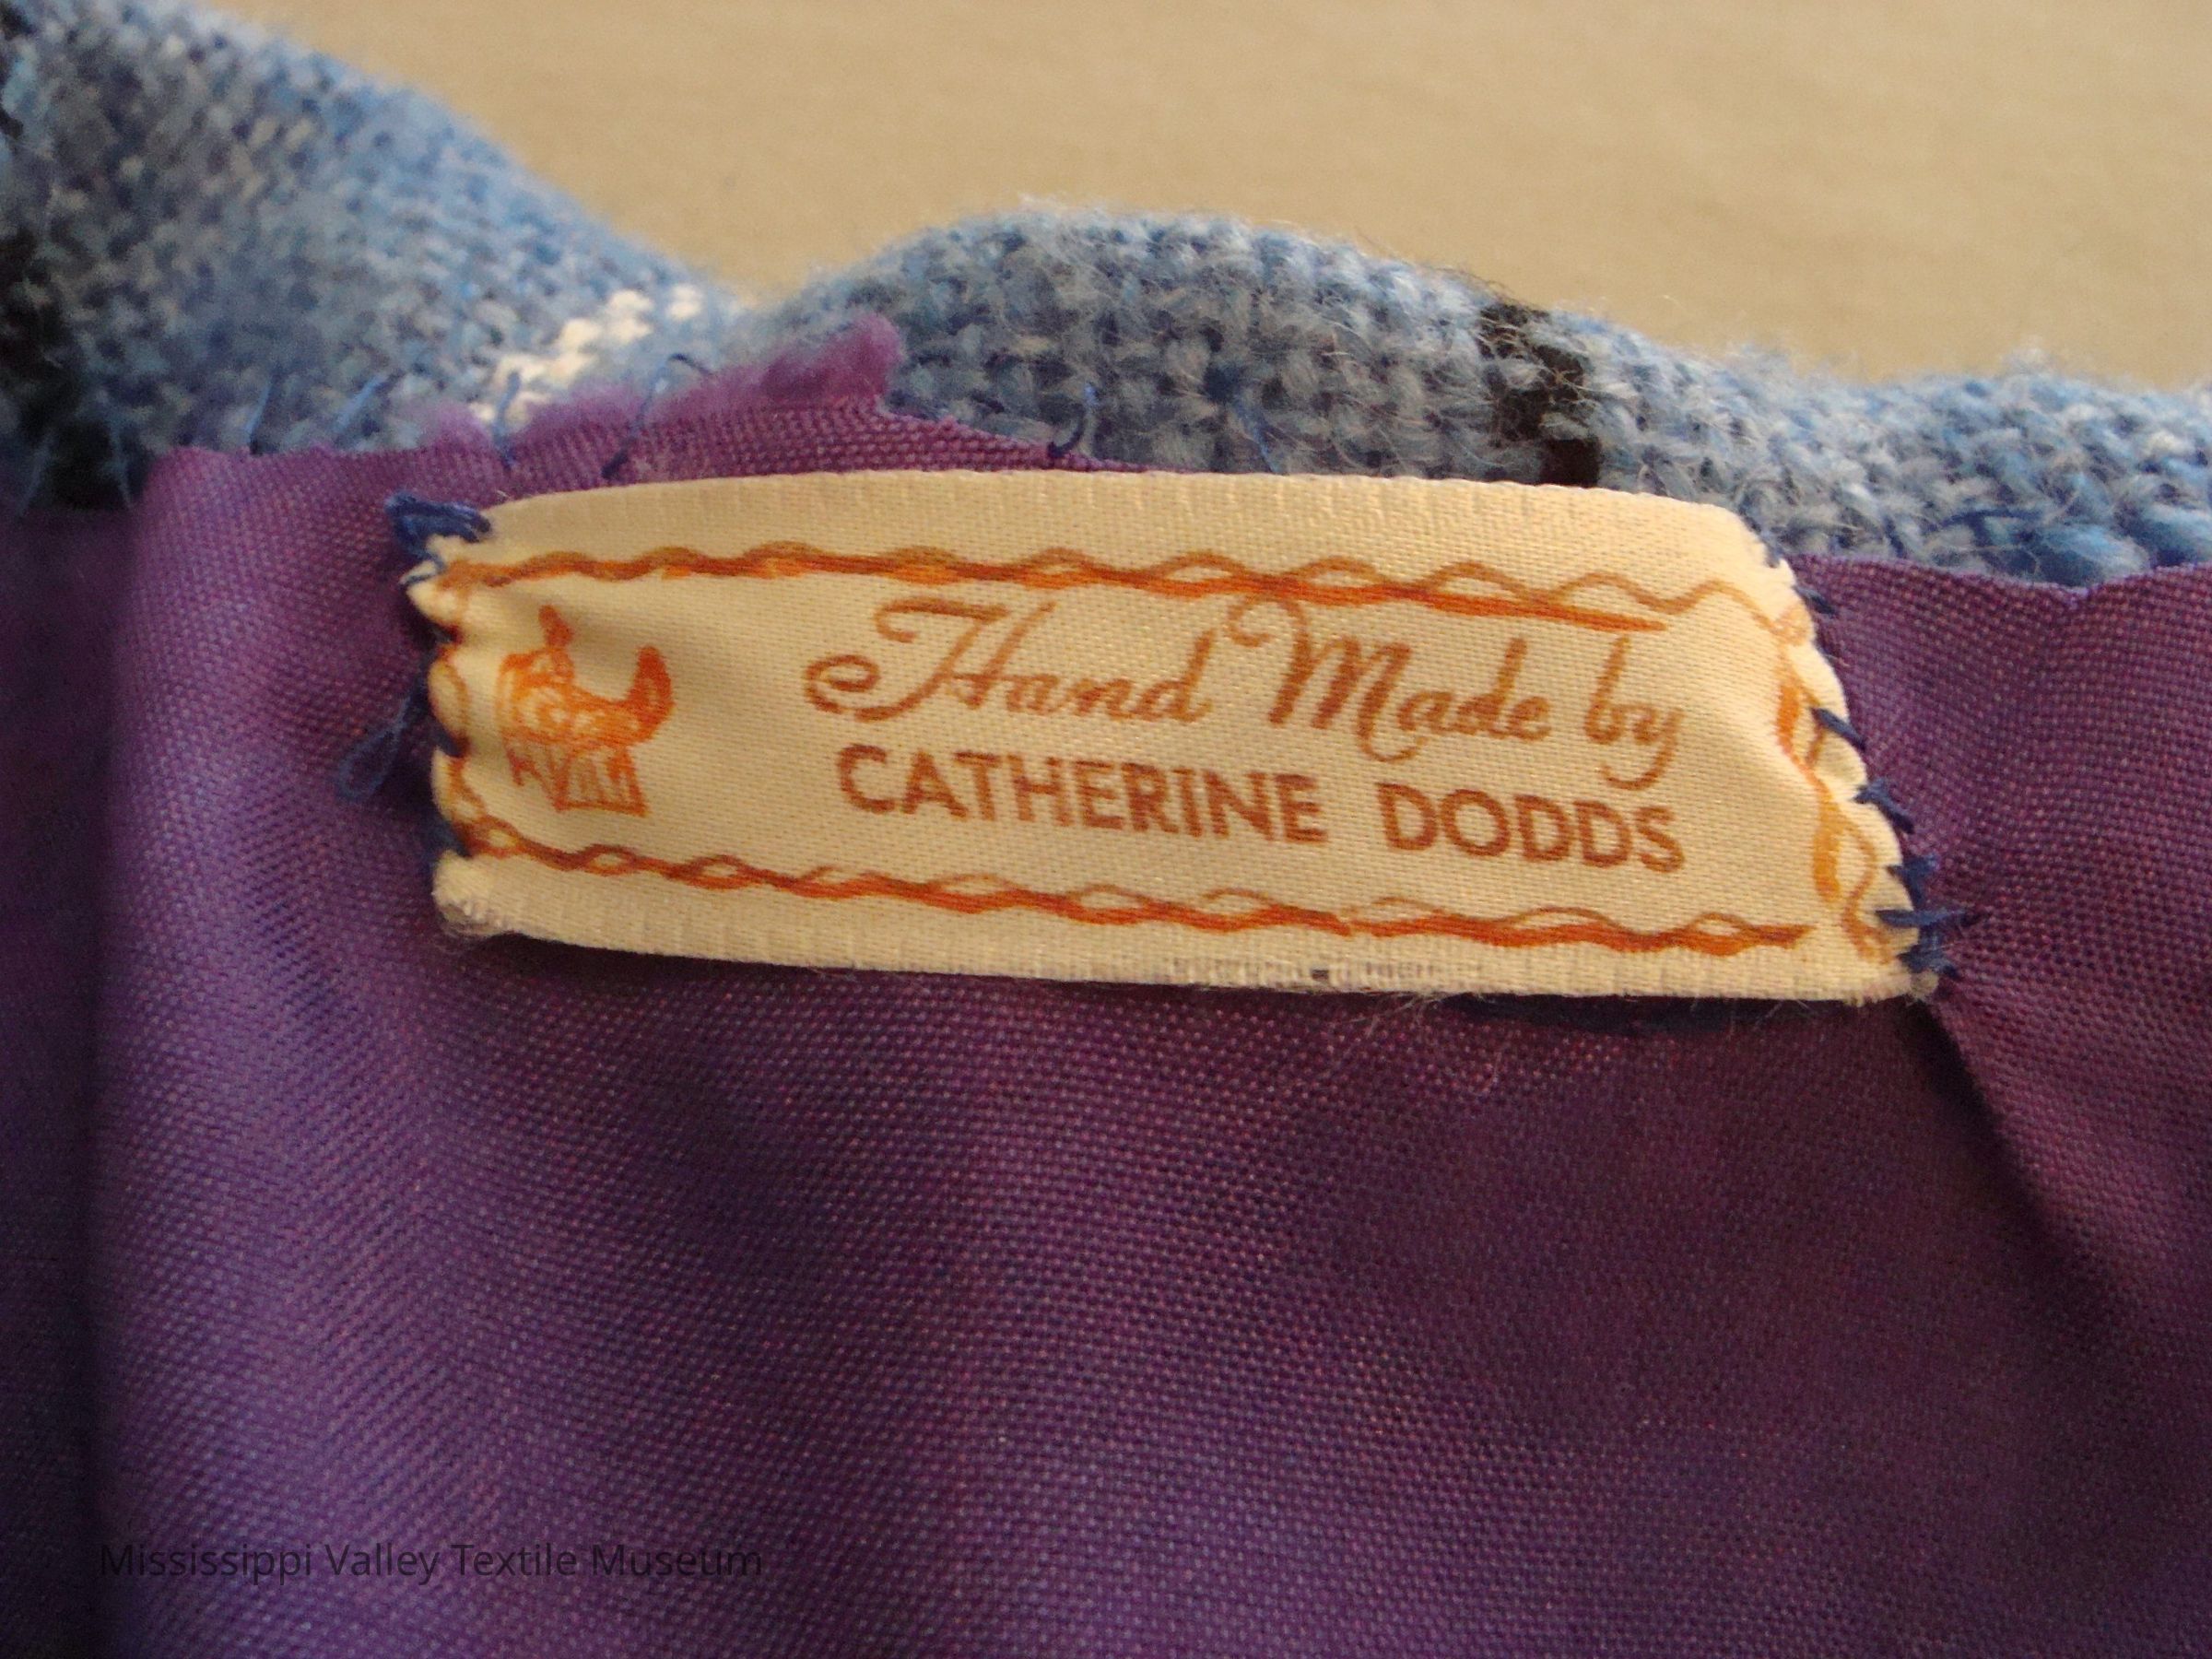 Hand Made by
CATHERINE DODDS
Mississippi Valley Textile Museum